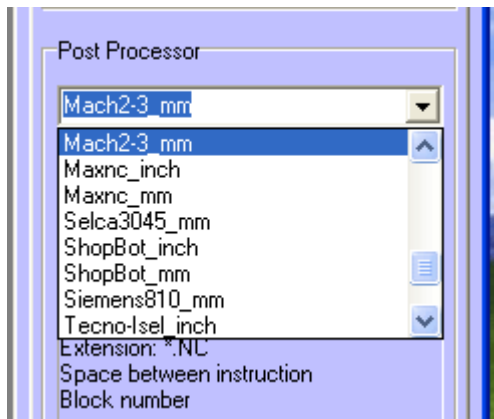 Post Processor
Mach2-3_mm
Mach2-3_mm
Maxnc_inch
Maxnc_mm
Selca3045_mm
ShopBot_inch
ShopBot_mm
Siemens810_mm
Tecno-Isel_inch
Extension: *.NC
Space between instruction
Block number